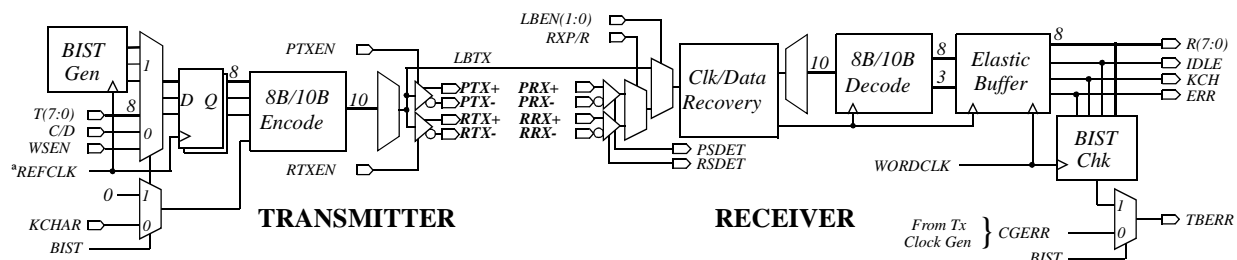 BIST
Gen
T(7:0)
8
C/D
WSEN
ªREFCLK
0
KCHAR
BIST
1
0
1
0
D
Q
8
8B/10B
Encode
10
PTXEN
RTXEN
LBTX
PTX+
PTX-
RTX+
RTX-
TRANSMITTER
LBEN(1:0)
RXP/R
PRX+
PRX-
RRX+
RRX-
PSDET
RSDET
Clk/Data
Recovery
10
8B/10B
Decode
8
3
Elastic
Buffer
8
R(7:0)
IDLE
KCH
ERR
WORDCLK
BIST
Chk
RECEIVER
From Tx
Clock Gen
} CGERR
1
0
TBERR
BIST